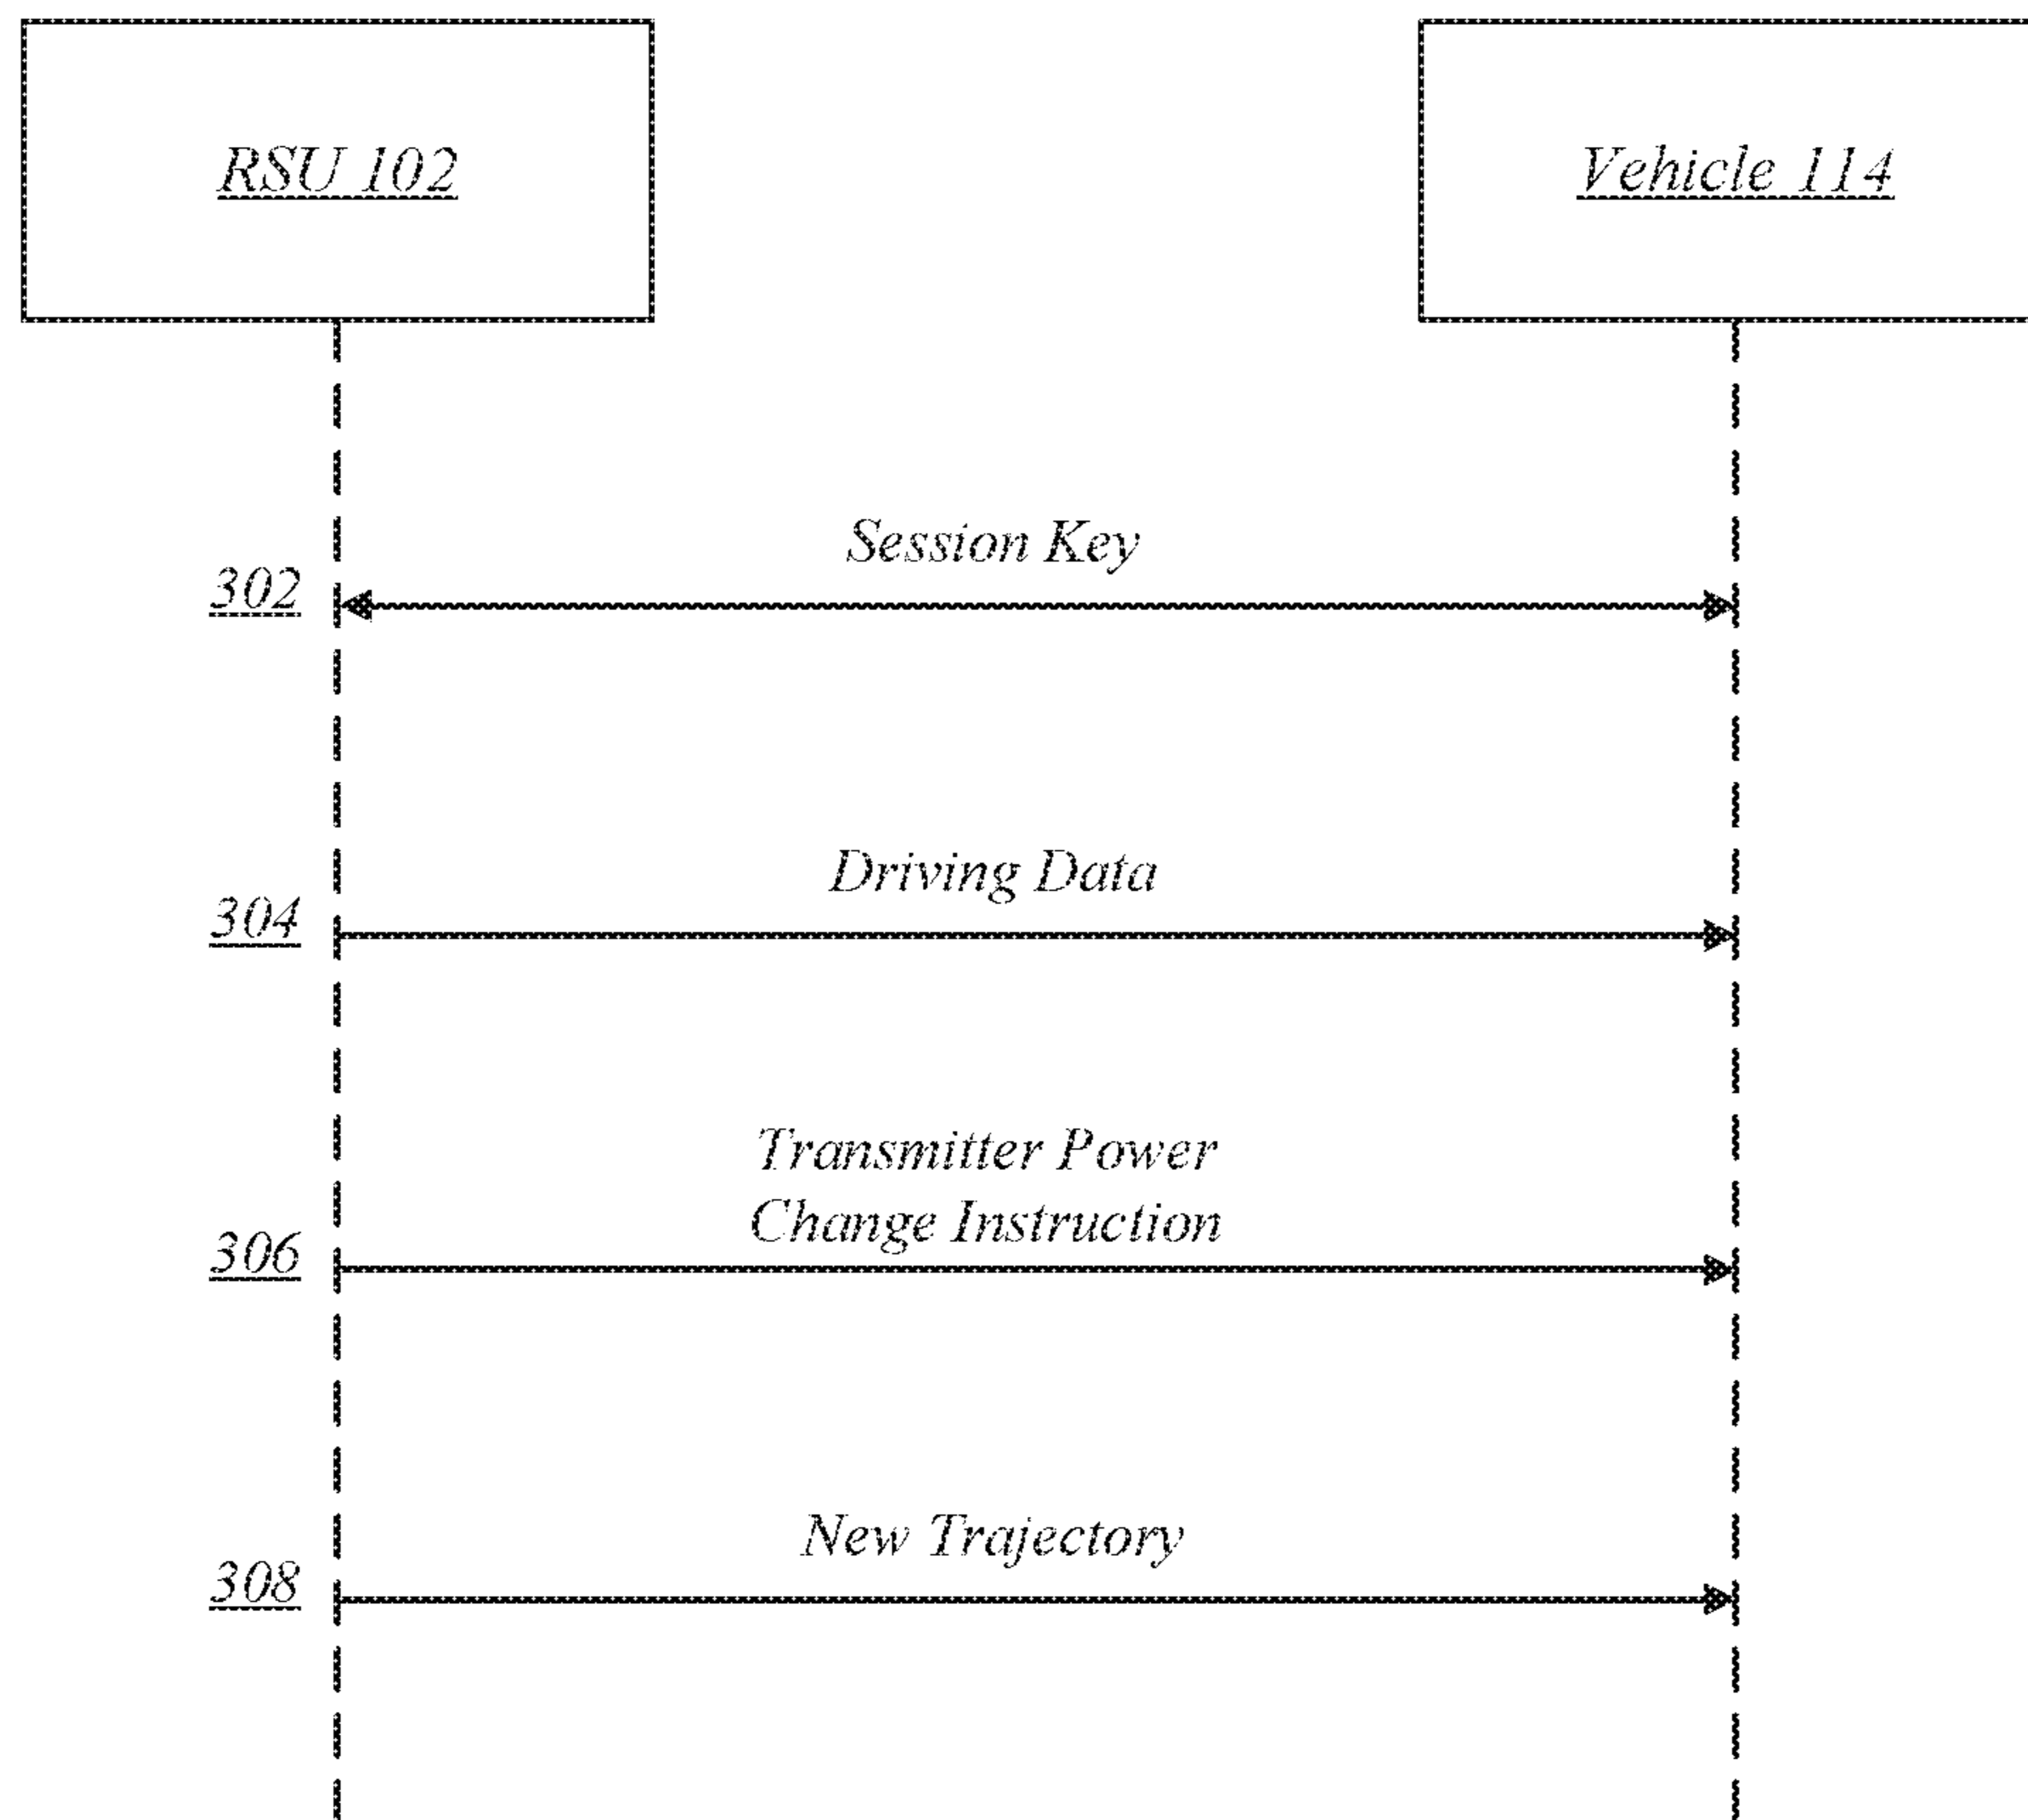 RSU 102
Vehicle 114
Session Key
302
Driving Data
304
Transmitter Power
Change Instruction
306
New Trajectory
308